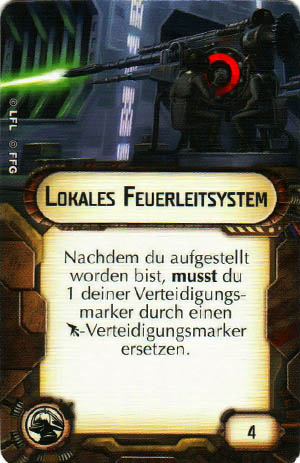 © LFL © FFG
LOKALES FEUERLEITSYSTEM
Nachdem du aufgestellt
worden bist, musst du
1 deiner Verteidigungs-
marker durch einen
-Verteidigungsmarker
ersetzen.
4